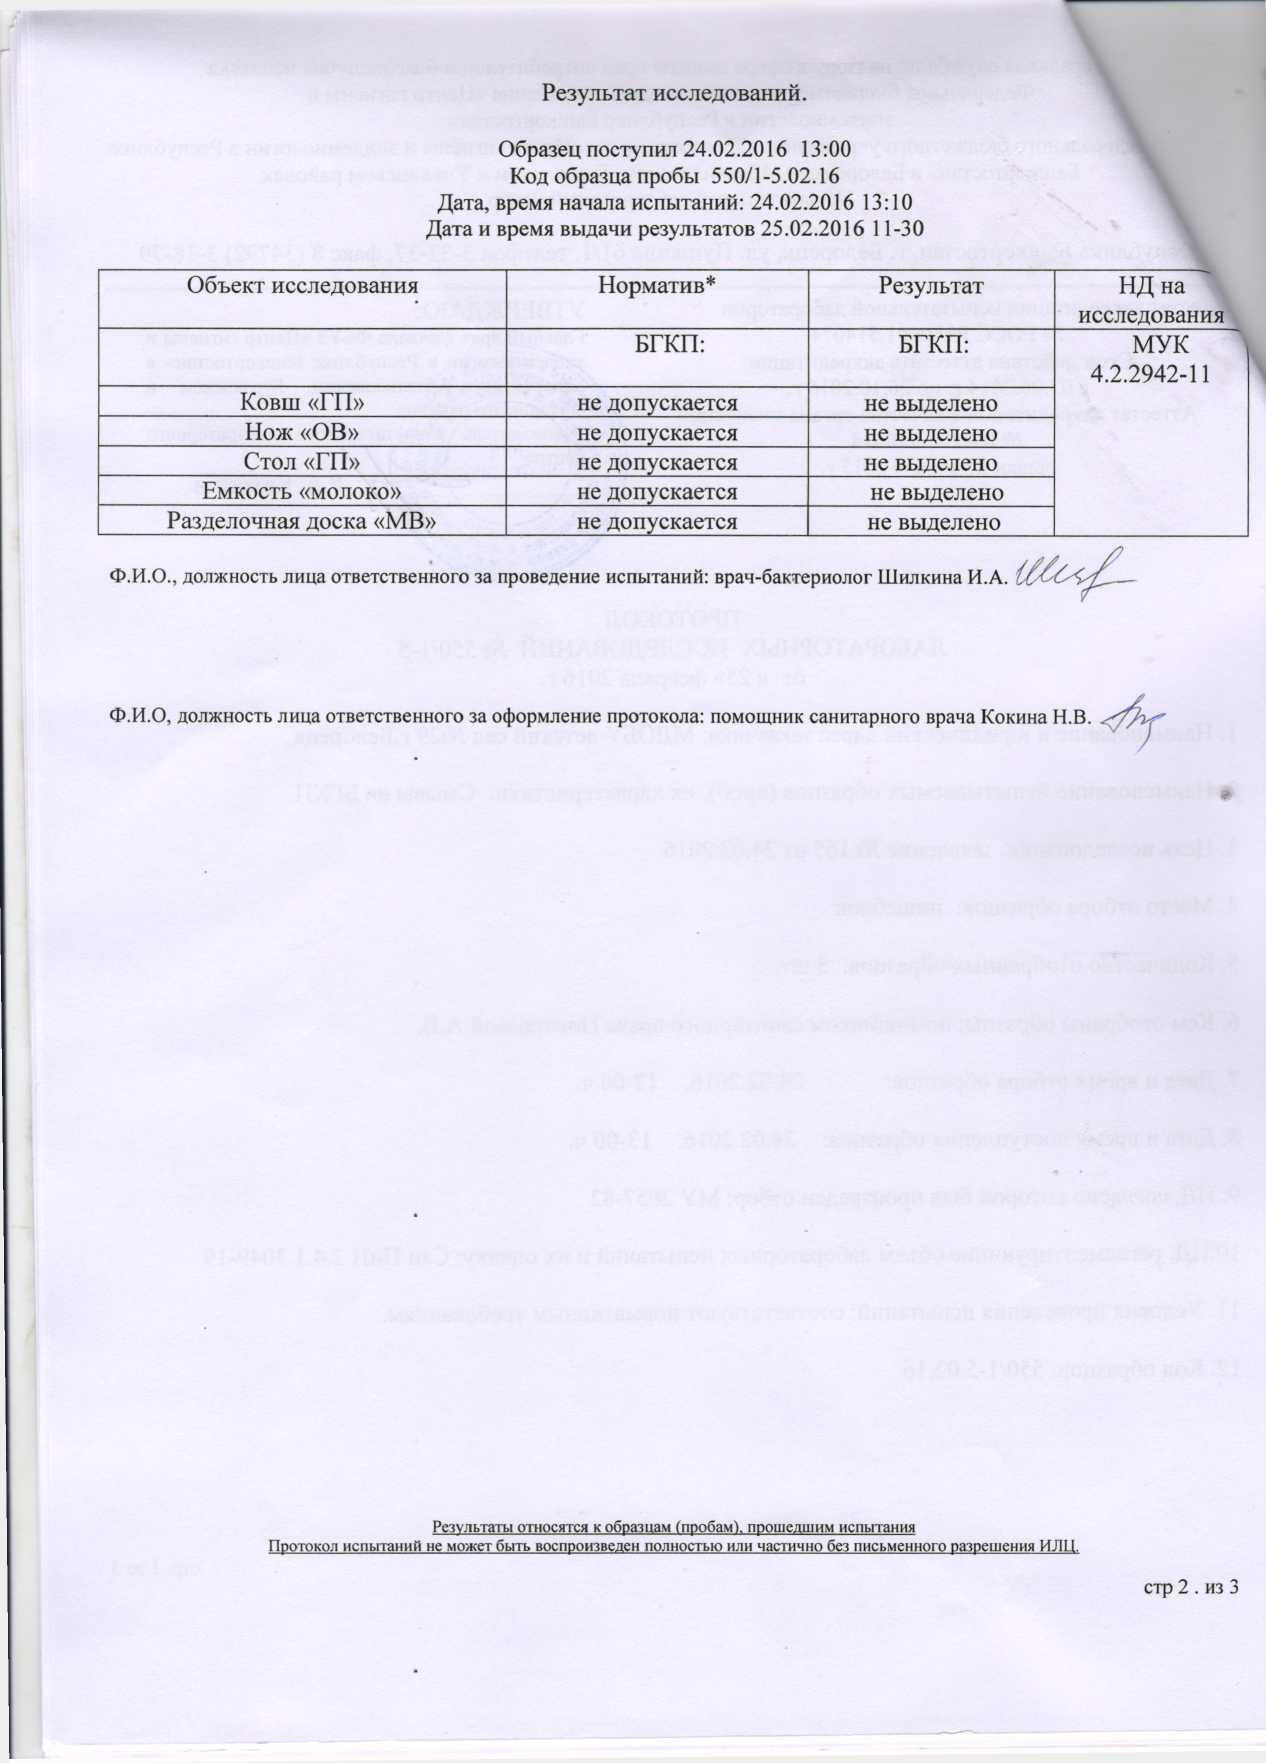 Результат исследований.
Образец поступил 24.02.2016 13:00
Код образца пробы 550/1-5.02.16
Дата, время начала испытаний: 24.02.2016 13:10
Дата и время выдачи результатов 25.02.2016 11-30
Объект исследования Норматив* Результат НД на
исследования
БГКП: БГКП: МУК
4.2.2942-11
Ковш «ГП» не допускается не выделено
Нож «ОВ» не допускается не выделено
Стол «ГП» не допускается не выделено
Емкость «молоко» не допускается не выделено
Разделочная доска «МВ» не допускается не выделено
Ф.И.О., должность лица ответственного за проведение испытаний: врач-бактериолог Шилкина И.А.
Ф.И.О, должность лица ответственного за оформление протокола: помощник санитарного врача Кокина Н.В.
Результаты относятся к образцам (пробам), прошедшим испытания
Протокол испытаний не может быть воспроизведен полностью или частично без письменного разрешения ИЛЦ.
стр 2 . из 3